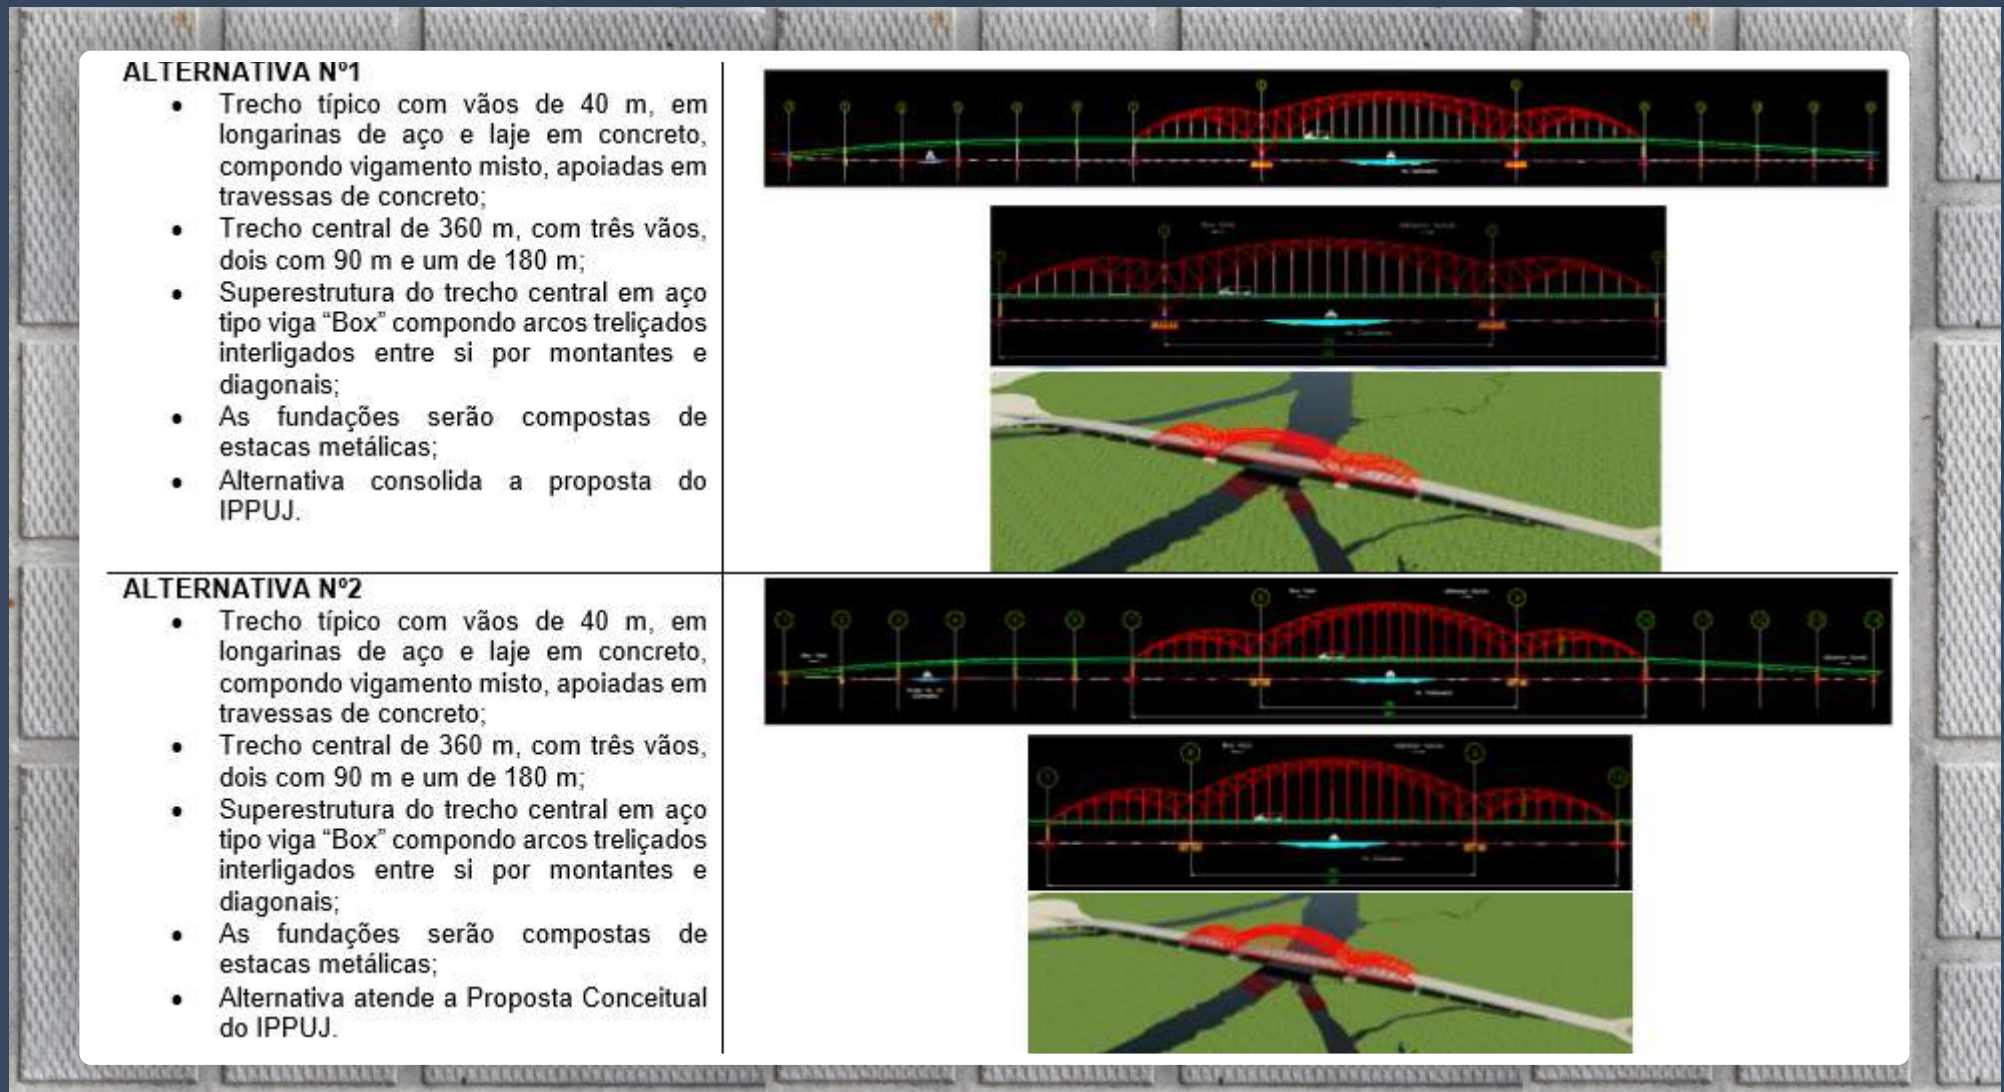 ALTERNATIVA Nº1
• Trecho típico com vãos de 40 m, em
longarinas de aço e laje em concreto,
compondo vigamento misto, apoiadas em
travessas de concreto;
• Trecho central de 360 m, com três vãos,
dois com 90 m e um de 180 m;
• Superestrutura do trecho central em aço
tipo viga “Box” compondo arcos treliçados
interligados entre si por montantes e
diagonais;
• As fundações serão compostas de
estacas metálicas;
• Alternativa consolida a proposta do
IPPUJ.
ALTERNATIVA Nº2
• Trecho típico com vãos de 40 m, em
longarinas de aço e laje em concreto,
compondo vigamento misto, apoiadas em
travessas de concreto;
• Trecho central de 360 m, com três vãos,
dois com 90 m e um de 180 m;
• Superestrutura do trecho central em aço
tipo viga “Box” compondo arcos treliçados
interligados entre si por montantes e
diagonais;
• As fundações serão compostas de
estacas metálicas;
• Alternativa atende a Proposta Conceitual
do IPPUJ.